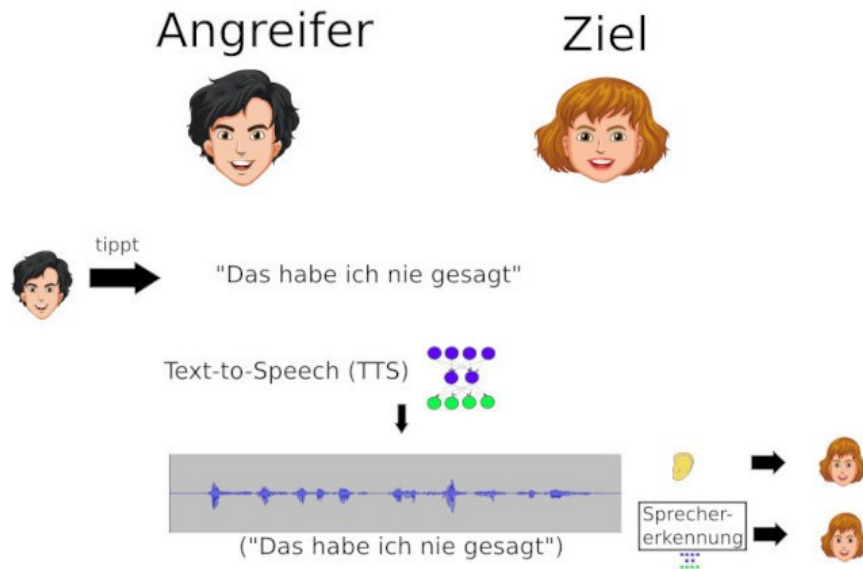 Angreifer
Ziel
tippt
"Das habe ich nie gesagt"
Text-to-Speech (TTS)
("Das habe ich nie gesagt")
Sprecher-
erkennung